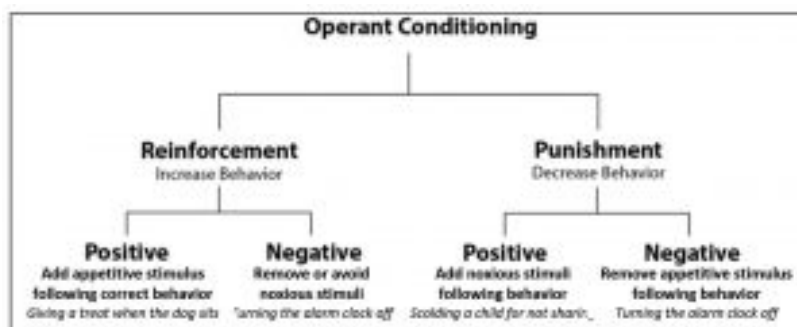 Operant Conditioning
Reinforcement
Increase Behavior
Punishment
Decrease Behavior
Positive
Add appetitive stimulus
following correct behavior
Giving a treat when the dog sits
Negative
Remove or avoid
noxious stimuli
Turning the alarm clock off
Positive
Add noxious stimuli
following behavior
Scolding a child for not sharin
Negative
Remove appetitive stimulus
following behavior
Turning the alarm clock off